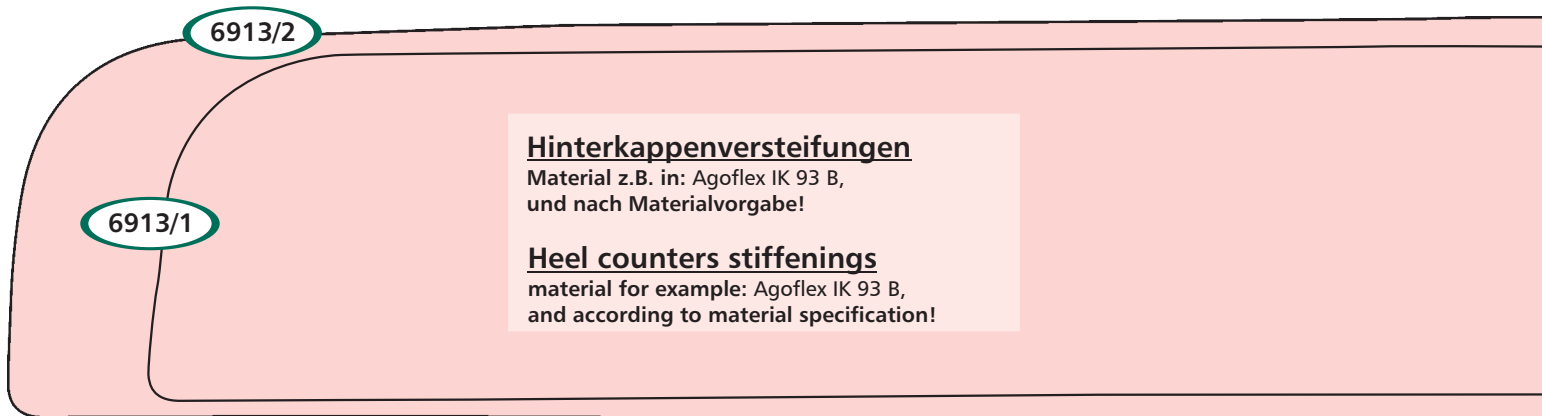 6913/2
Hinterkappenversteifungen
Material z.B. in: Agoflex IK 93 B,
und nach Materialvorgabe!
6913/1
Heel counters stiffenings
material for example: Agoflex IK 93 B,
and according to material specification!